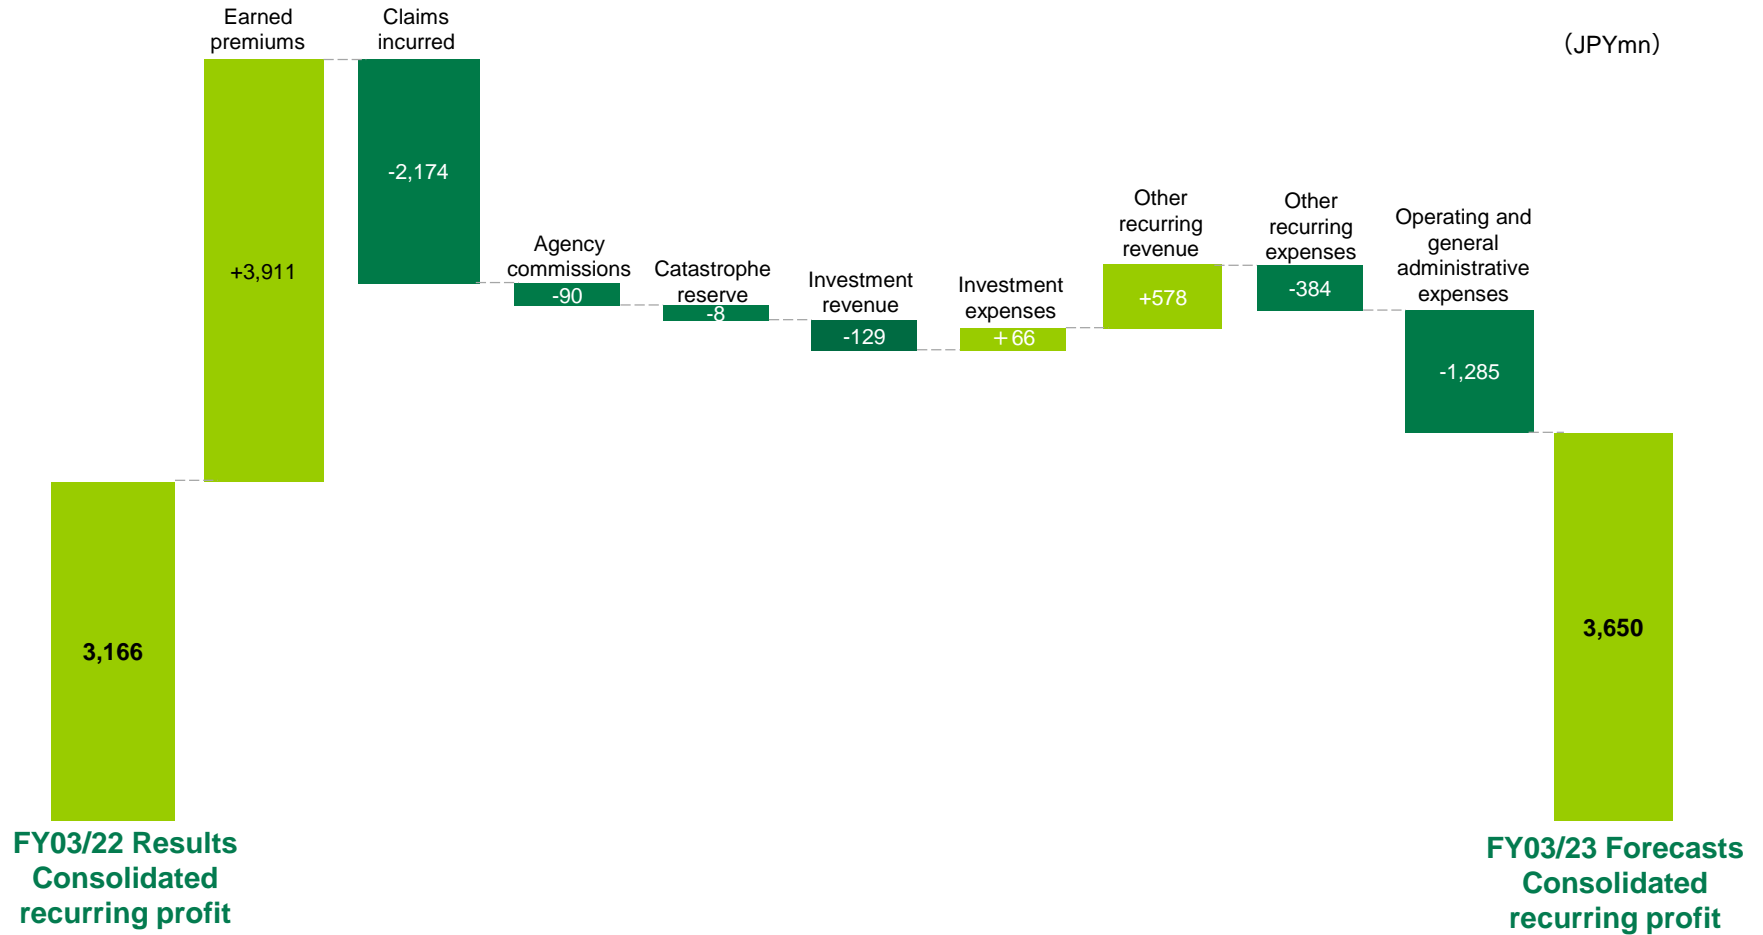 Earned
premiums
Claims
incurred
（JPYmn）
+3,911
-2,174
Agency
commissions
-90
Catastrophe
reserve
-8
Investment
revenue
-129
Investment
expenses
＋66
Other
recurring
revenue
+578
Other
recurring
expenses
-384
Operating and
general
administrative
expenses
-1,285
3,166
3,650
FY03/22 Results
Consolidated
recurring profit
FY03/23 Forecasts
Consolidated
recurring profit